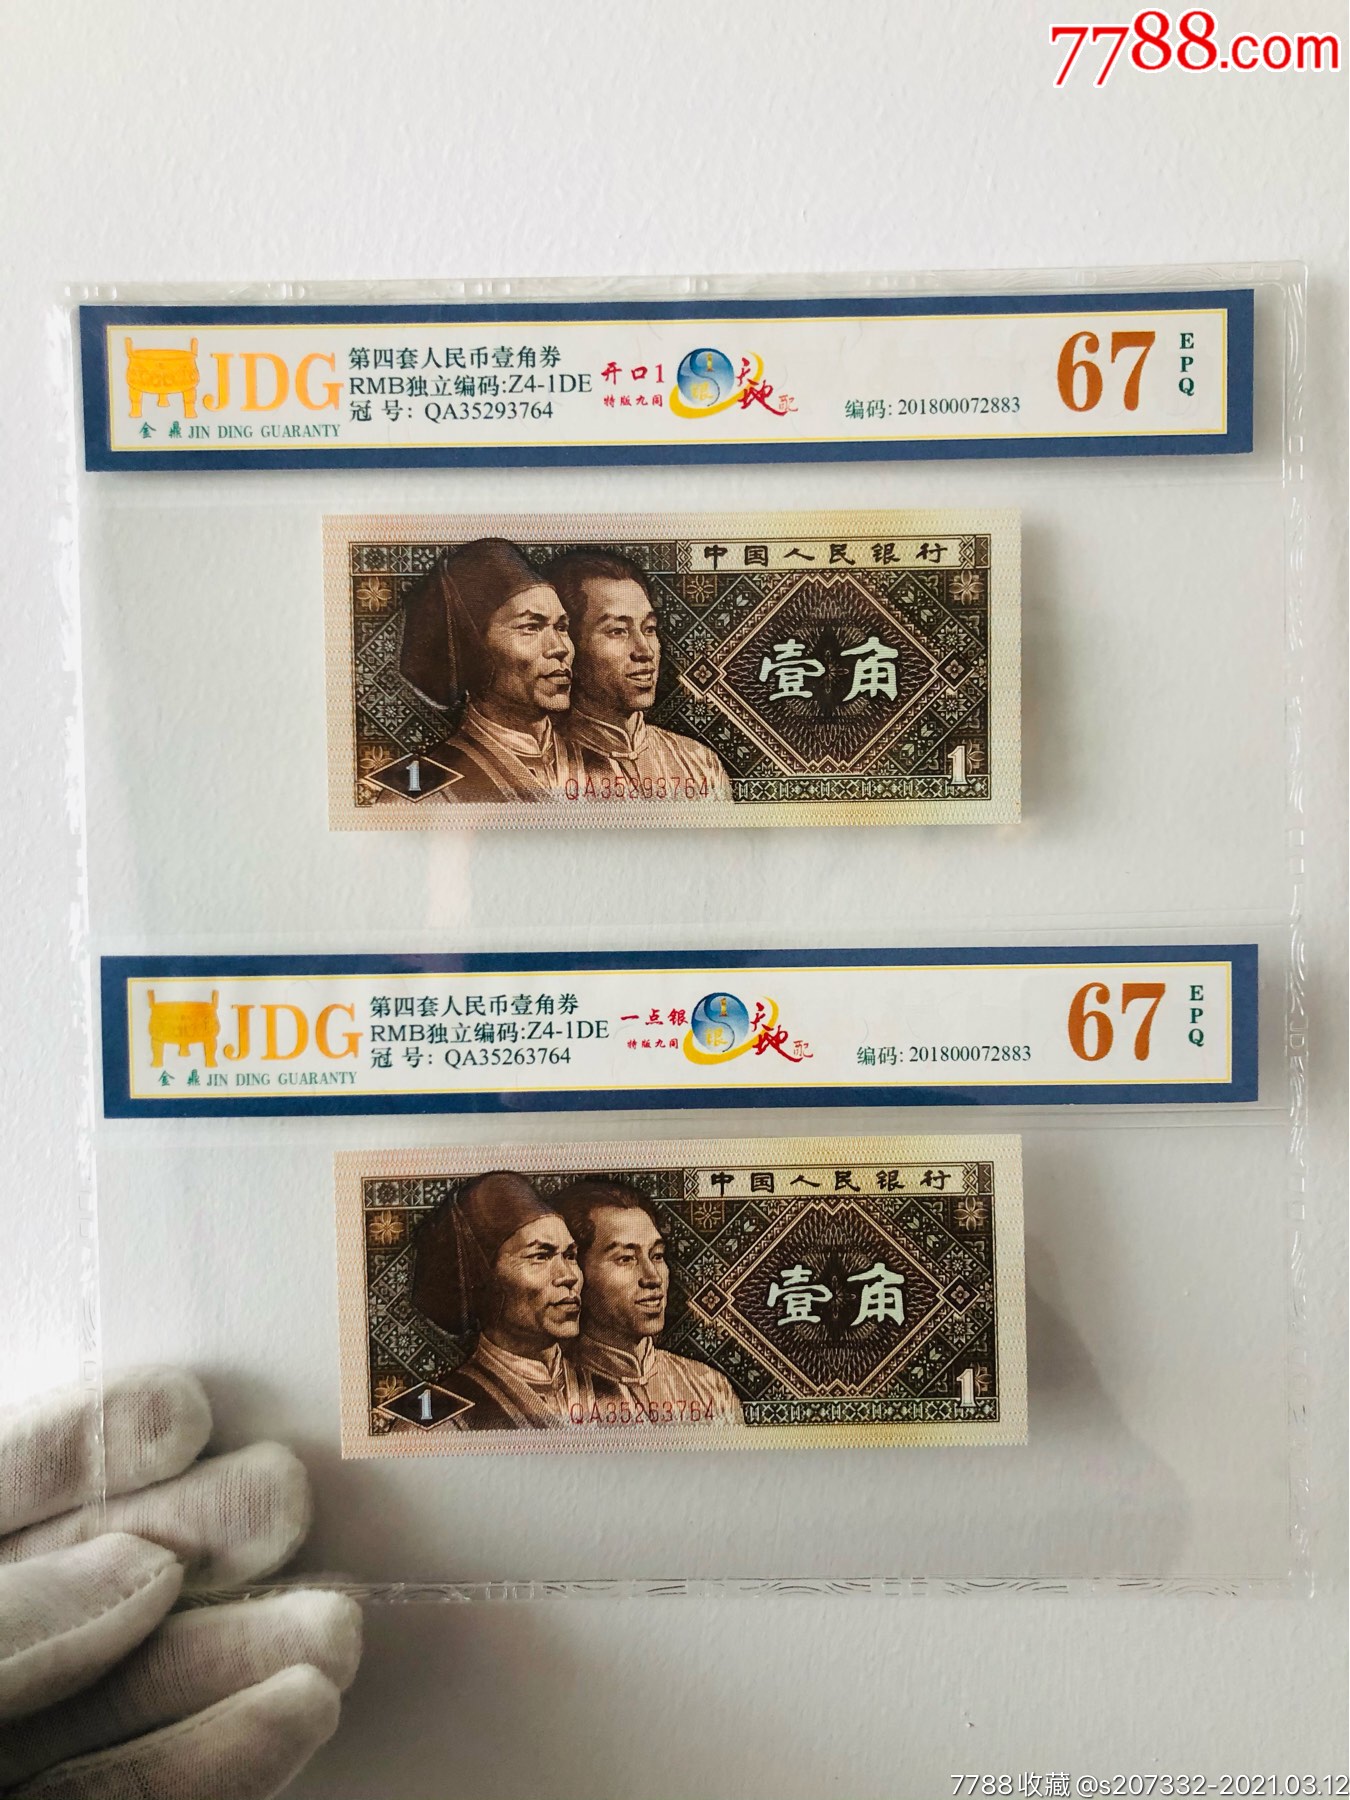 7788.com
JDG
金鼎 JIN DING GUARANTY
第四套人民币壹角券
RMB独立编码:Z4-1DE
冠号: QA35293764
开口1
特版九同
1
银
天地配
编码: 201800072883
67
EPQ
中国人民银行
壹角
1
QA35293764
1
JDG
金鼎 JIN DING GUARANTY
第四套人民币壹角券
RMB独立编码:Z4-1DE
冠号: QA35263764
一点银
特版九同
1
银
天地配
编码: 201800072883
67
EPQ
中国人民银行
壹角
1
QA35263764
1
7788收藏@s207332-2021.03.12